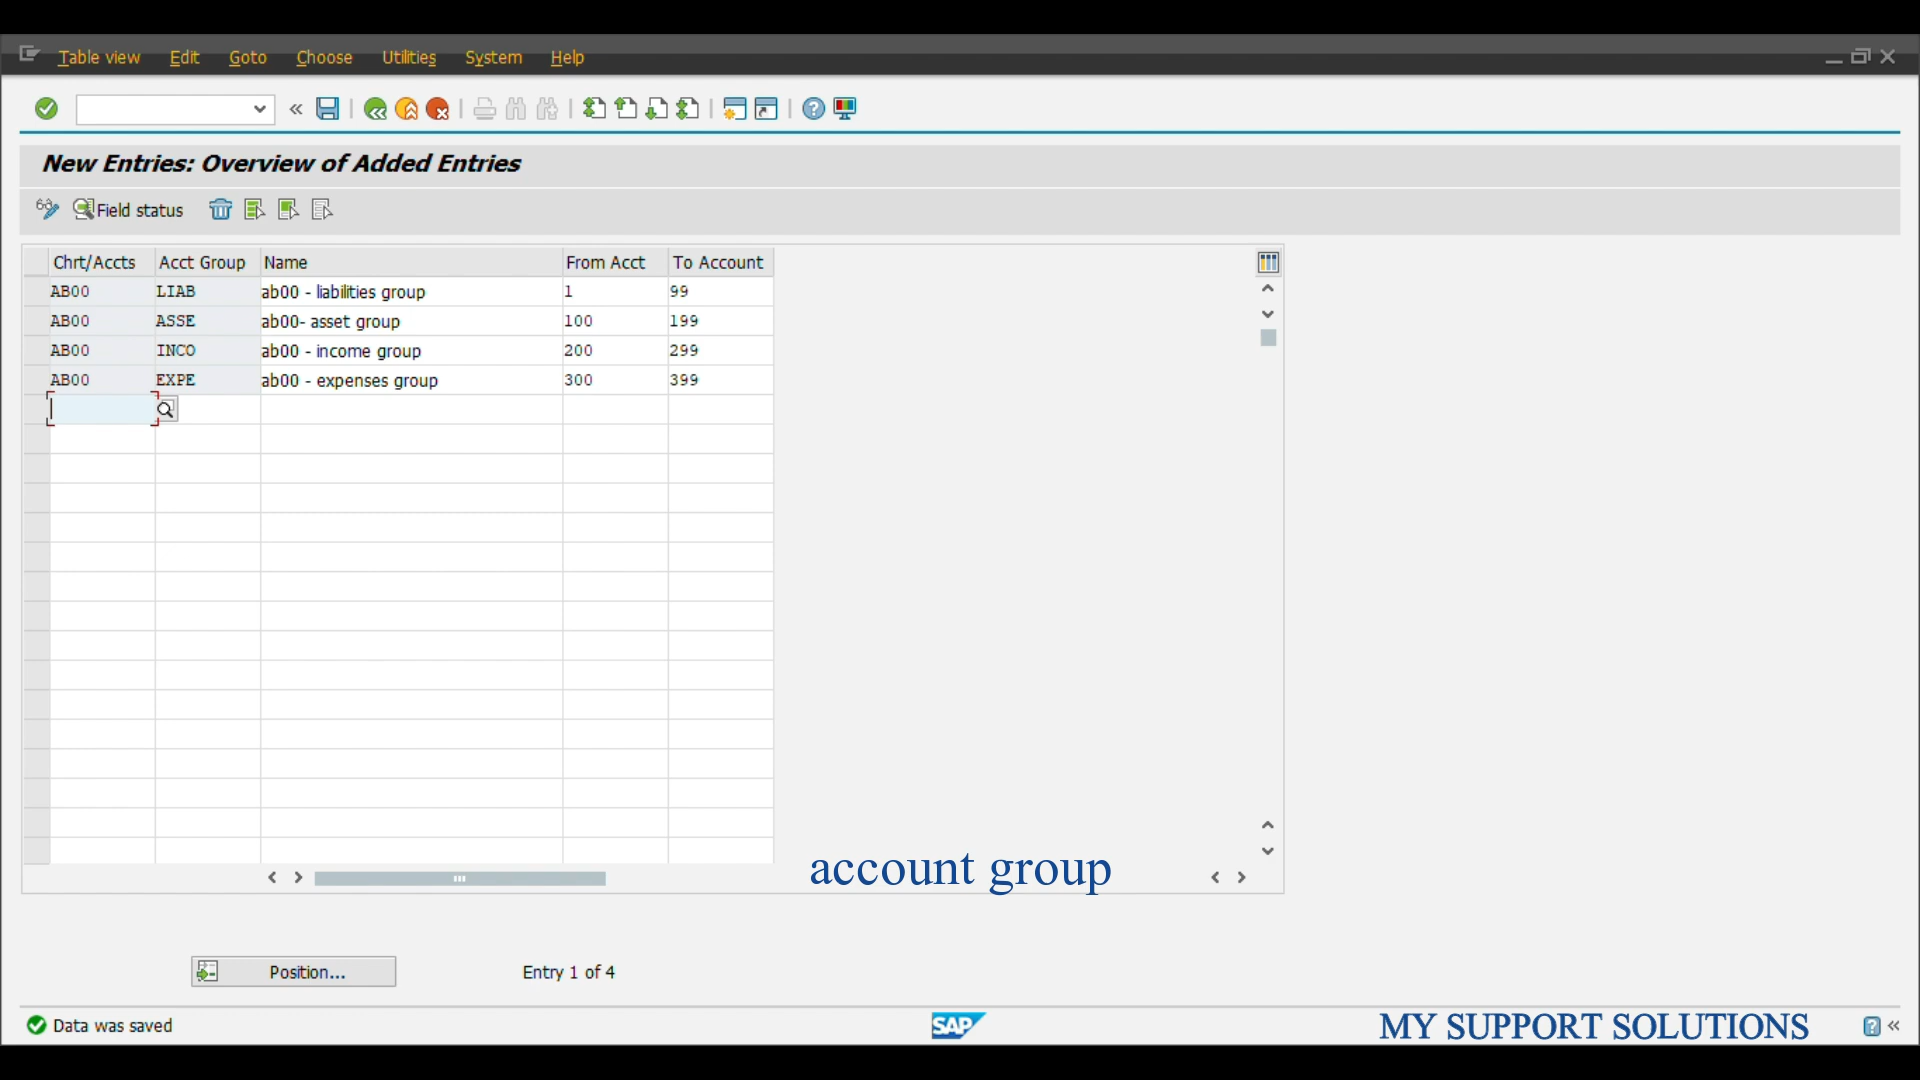 Table view Edit Goto Choose Utilities System Help
New Entries: Overview of Added Entries
Field status
Chrt/Accts Acct Group Name From Acct To Account
AB00 LIAB ab00 - liabilities group 1 99
AB00 ASSE ab00- asset group 100 199
AB00 INCO ab00 - income group 200 299
AB00 EXPE ab00 - expenses group 300 399
account group
Position... Entry 1 of 4
Data was saved SAP MY SUPPORT SOLUTIONS